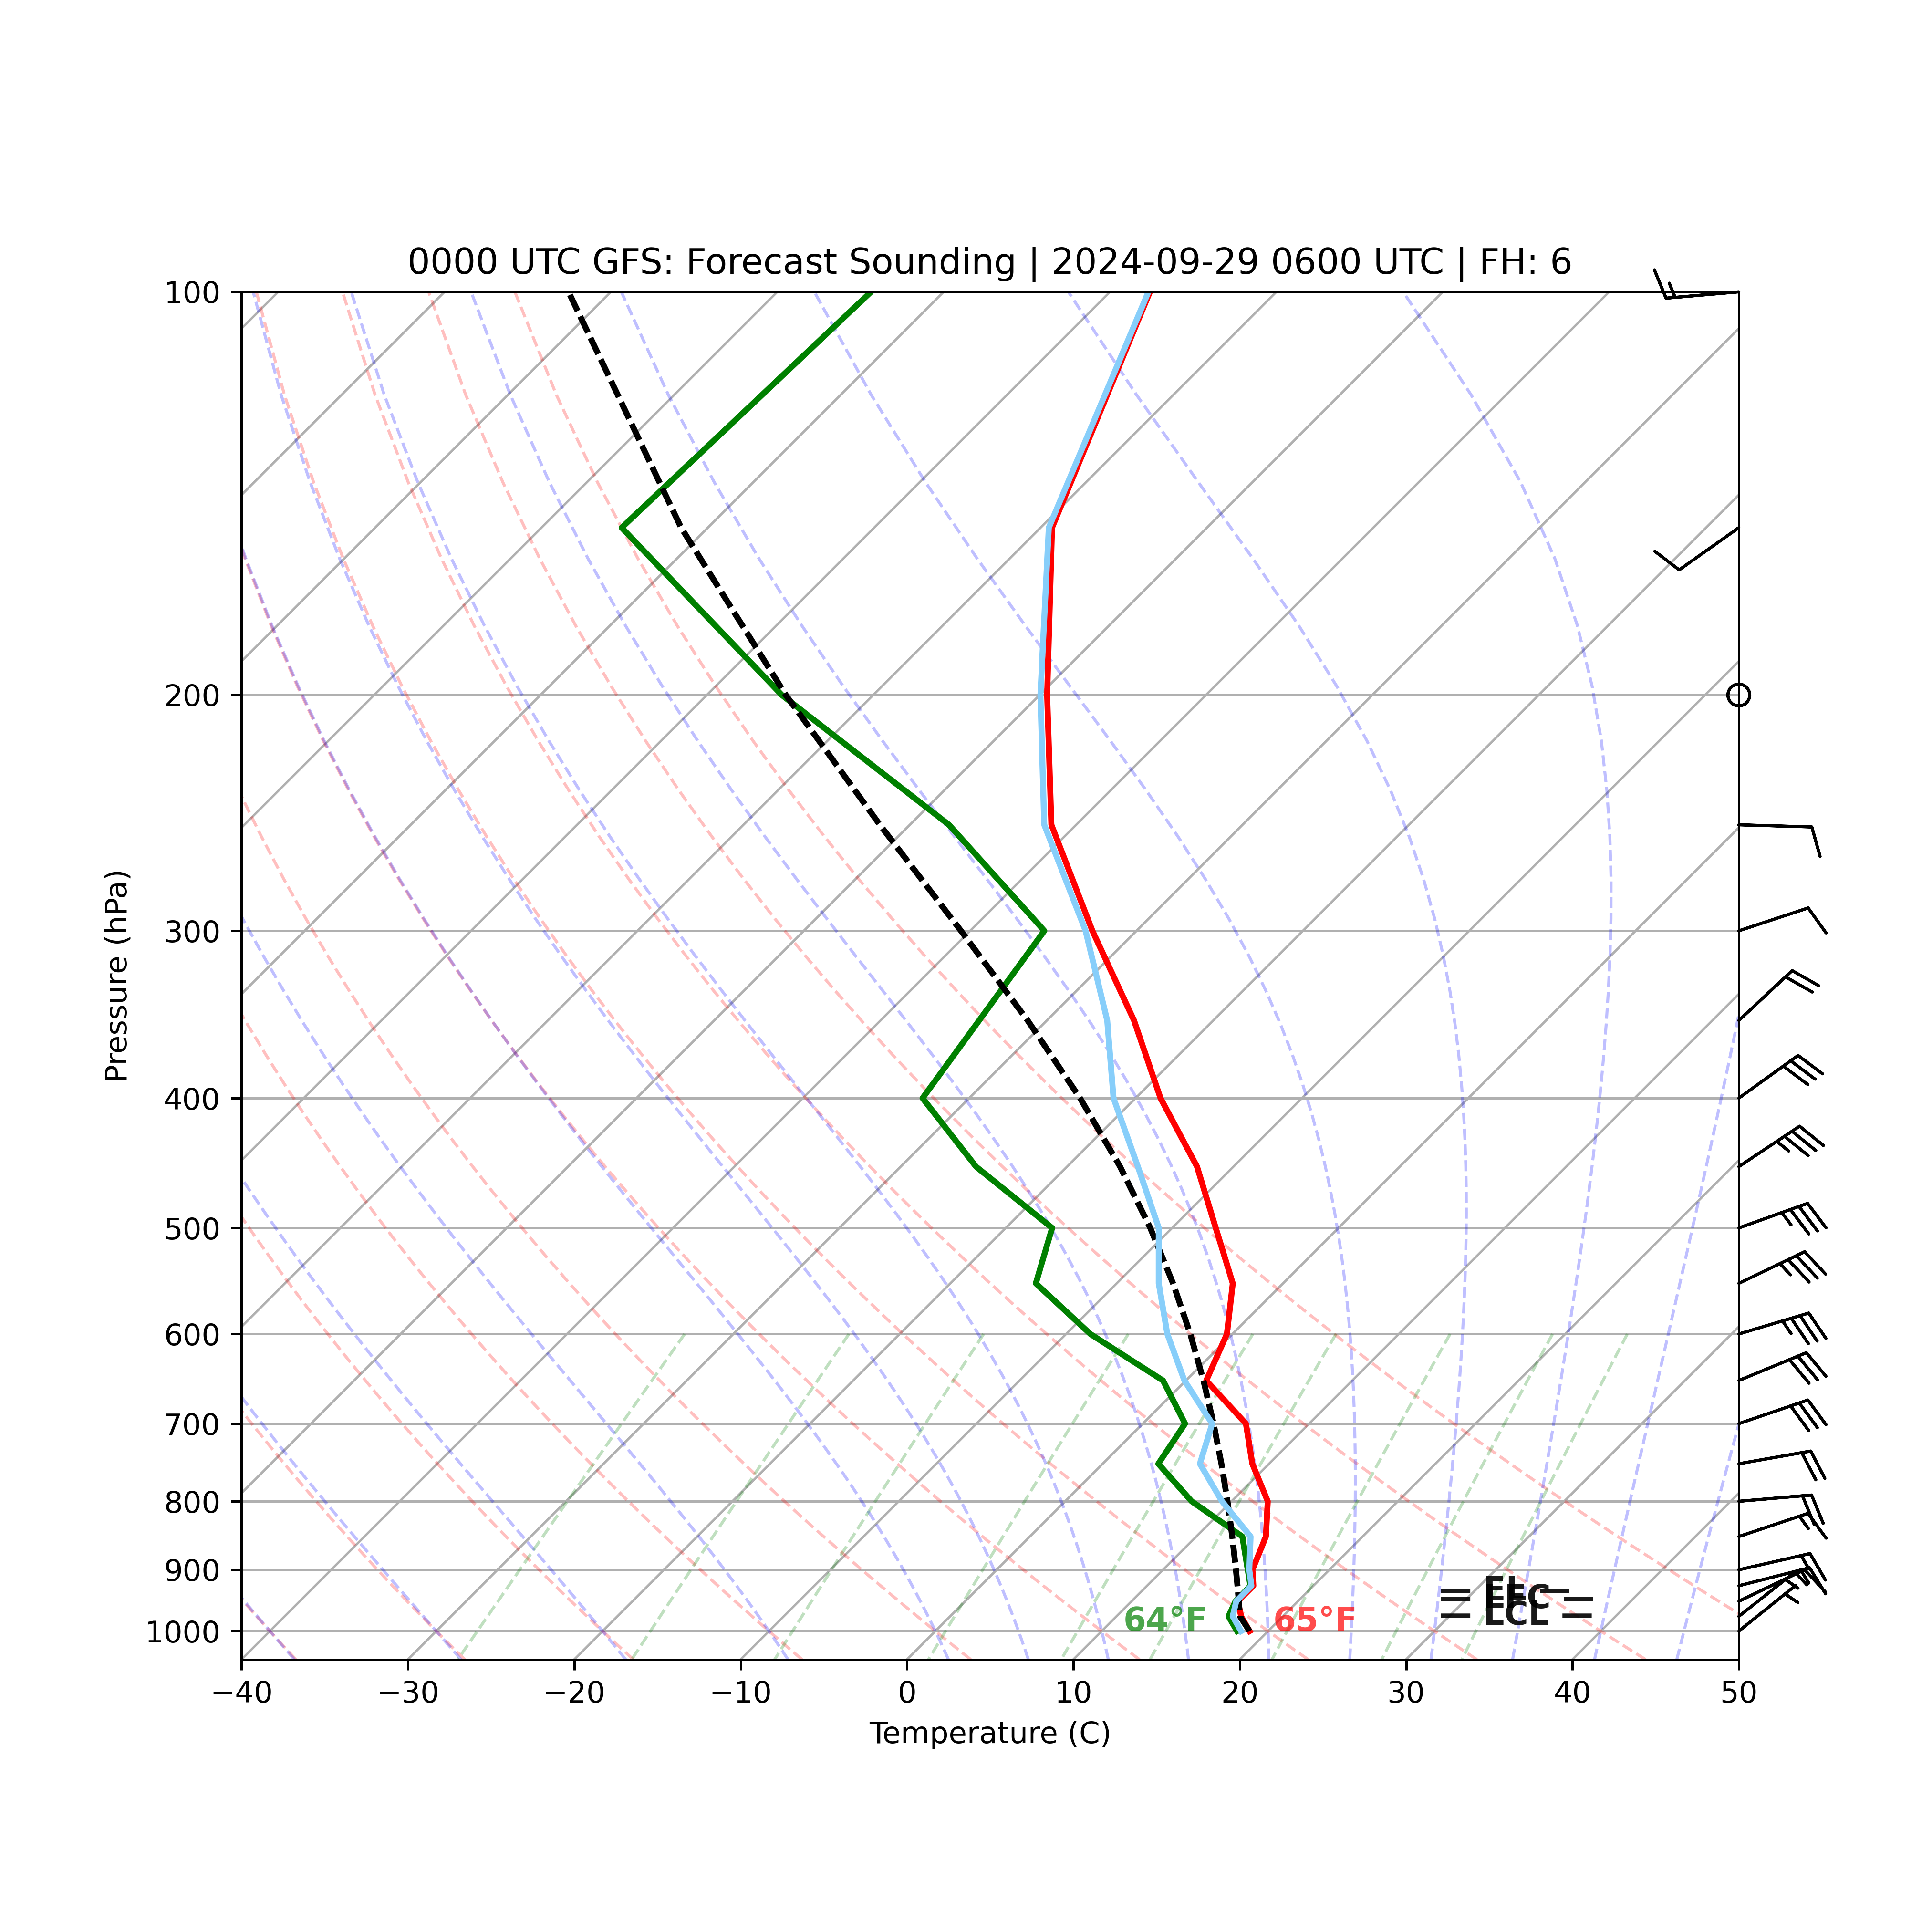 0000 UTC GFS: Forecast Sounding | 2024-09-29 0600 UTC | FH: 6
100
200
300
400
500
600
700
800
900
1000
Pressure (hPa)
64°F
65°F
EL
LCL
−40
−30
−20
−10
0
10
20
30
40
50
Temperature (C)